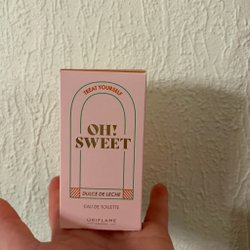 TREAT YOURSELF
OH!
SWEET
DULCE DE LECHE
EAU DE TOILETTE
ORIFLAME